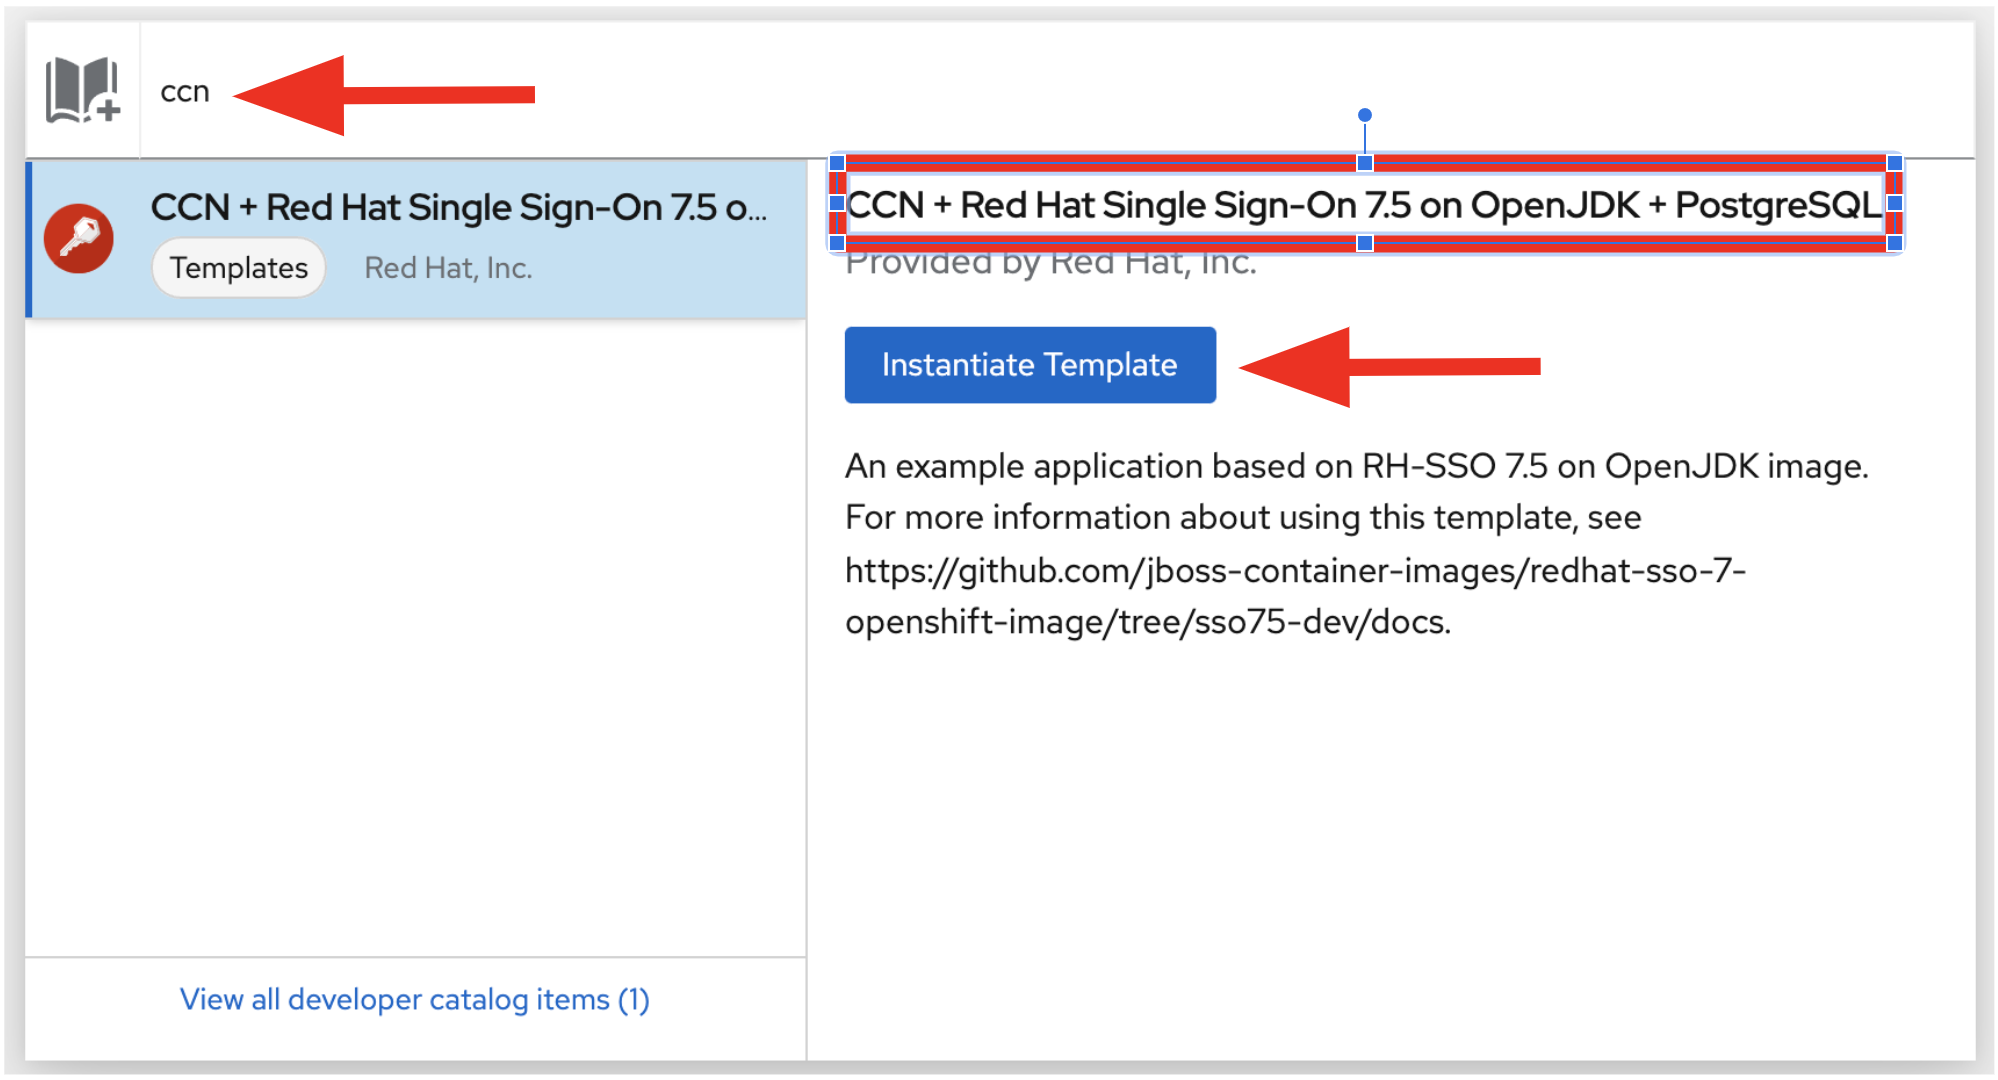 ccn
CCN + Red Hat Single Sign-On 7.5 o...
Templates Red Hat, Inc.
View all developer catalog items (1)
CCN + Red Hat Single Sign-On 7.5 on OpenJDK + PostgreSQL
Provided by Red Hat, Inc.
Instantiate Template
An example application based on RH-SSO 7.5 on OpenJDK image.
For more information about using this template, see
https://github.com/jboss-container-images/redhat-sso-7-
openshift-image/tree/sso75-dev/docs.